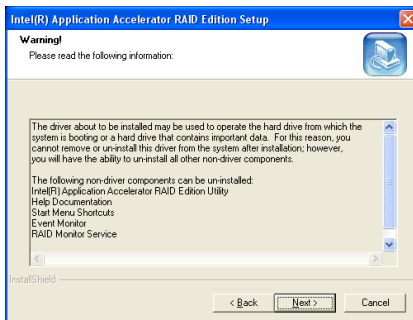 Intel(R) Application Accelerator RAID Edition Setup
Warning!
Please read the following information:
The driver about to be installed may be used to operate the hard drive from which the
system is booting or a hard drive that contains important data. For this reason, you
cannot remove or un-install this driver from the system after installation; however,
you will have the ability to un-install all other non-driver components.
The following non-driver components can be un-installed:
Intel(R) Application Accelerator RAID Edition Utility
Help Documentation
Start Menu Shortcuts
Event Monitor
RAID Monitor Service
InstallShield
< Back
Next >
Cancel